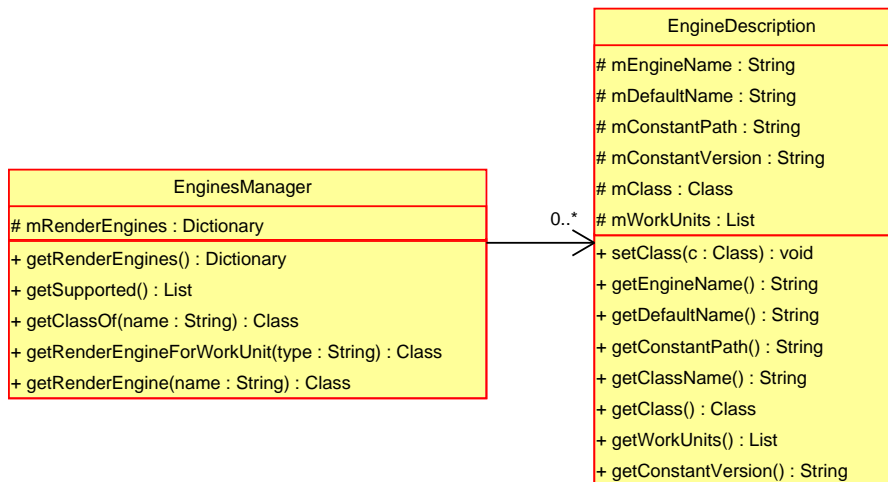 EngineDescription
# mEngineName : String
# mDefaultName : String
# mConstantPath : String
# mConstantVersion : String
# mClass : Class
# mWorkUnits : List
+ setClass(c : Class) : void
+ getEngineName() : String
+ getDefaultName() : String
+ getConstantPath() : String
+ getClassName() : String
+ getClass() : Class
+ getWorkUnits() : List
+ getConstantVersion() : String
EnginesManager
# mRenderEngines : Dictionary
+ getRenderEngines() : Dictionary
+ getSupported() : List
+ getClassOf(name : String) : Class
+ getRenderEngineForWorkUnit(type : String) : Class
+ getRenderEngine(name : String) : Class
0..*